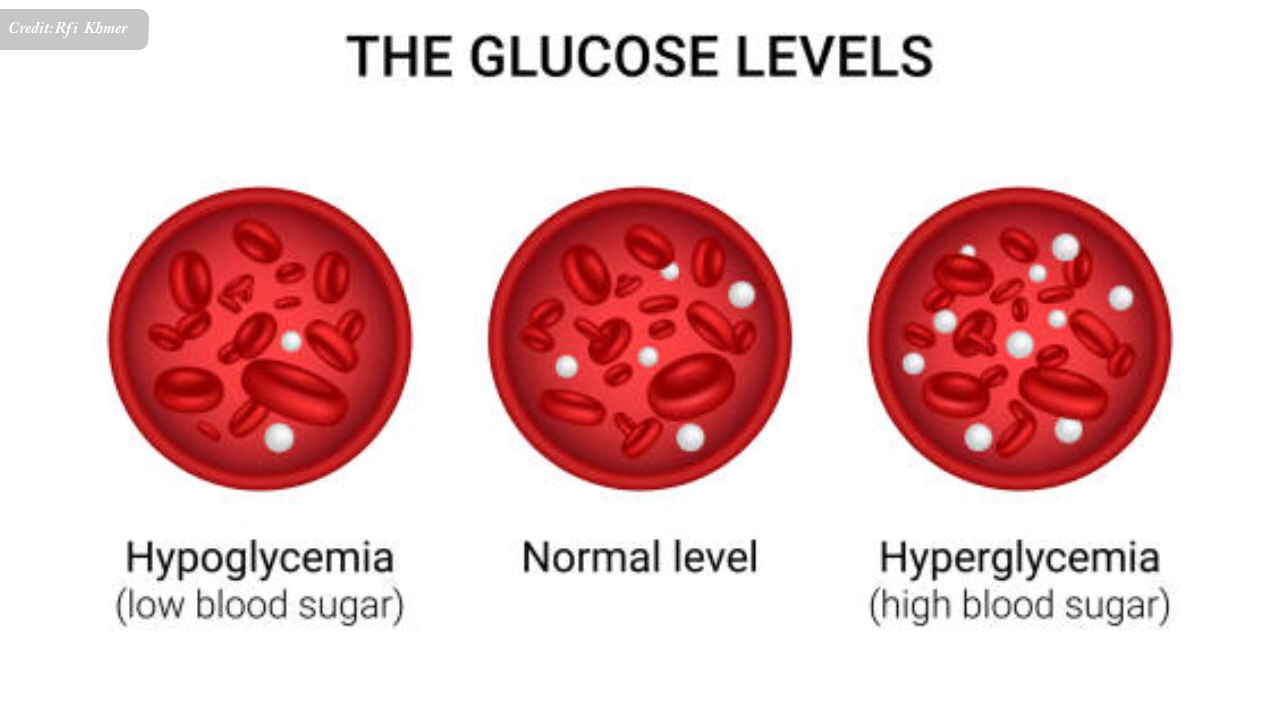 Credit:Rfi Khmer
THE GLUCOSE LEVELS
Hypoglycemia
(low blood sugar)
Normal level
Hyperglycemia
(high blood sugar)